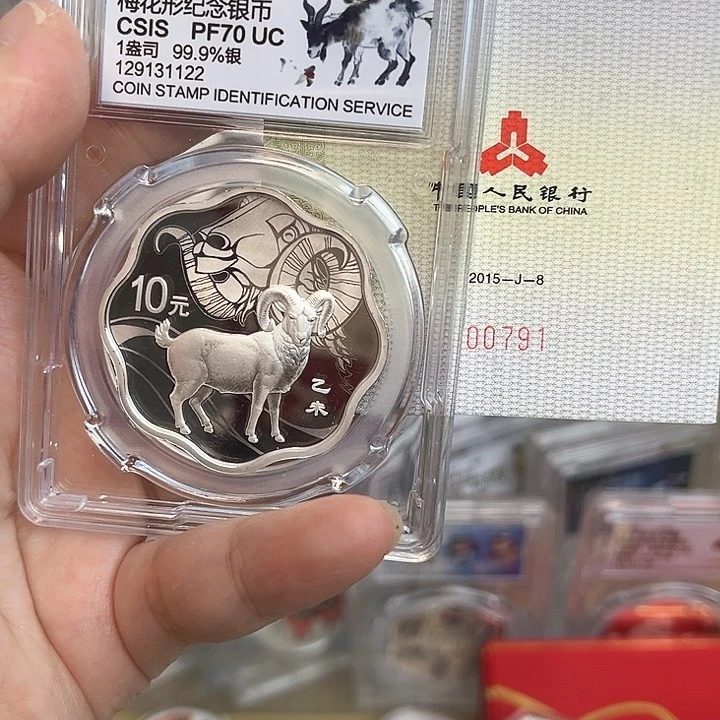 梅花形纪念银币
CSIS PF70 UC
1盎司 99.9%银
129131122
COIN STAMP IDENTIFICATION SERVICE
中国人民银行
THE PEOPLE'S BANK OF CHINA
2015-J-8
00791
10元
乙未